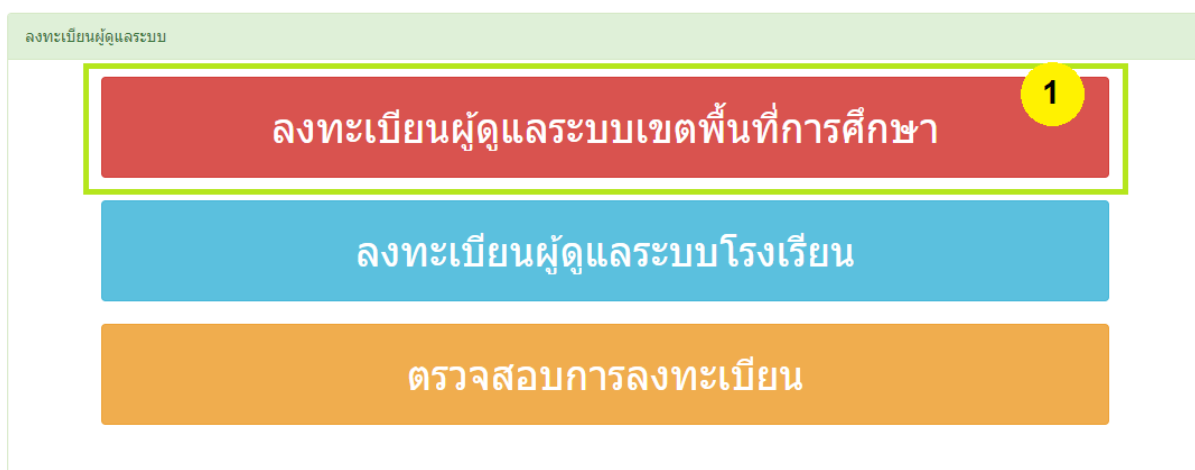 ลงทะเบียนผู้ดูแลระบบ
1
ลงทะเบียนผู้ดูแลระบบเขตพื้นที่การศึกษา
ลงทะเบียนผู้ดูแลระบบโรงเรียน
ตรวจสอบการลงทะเบียน